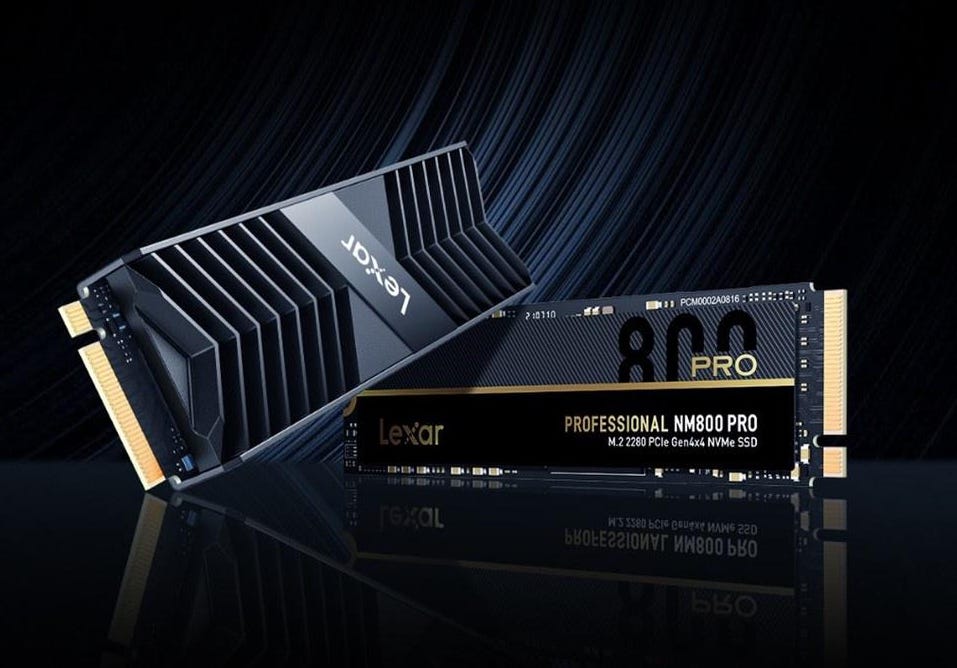 Lexar
PCM0002A0816
800
PRO
Lexar
PROFESSIONAL NM800 PRO
M.2 2280 PCIe Gen4x4 NVMe SSD